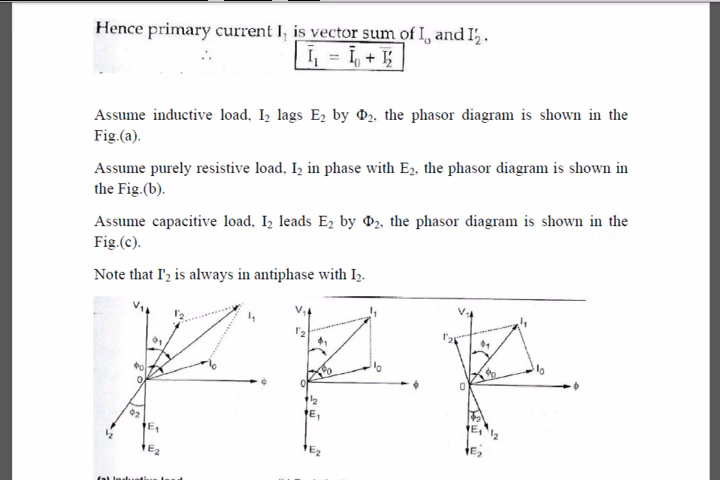 Hence primary current I₁ is vector sum of I₀ and I₂′.
∴ Ī₁ = Ī₀ + Ī₂′
Assume inductive load, I₂ lags E₂ by Φ₂, the phasor diagram is shown in the
Fig.(a).
Assume purely resistive load, I₂ in phase with E₂, the phasor diagram is shown in
the Fig.(b).
Assume capacitive load, I₂ leads E₂ by Φ₂, the phasor diagram is shown in the
Fig.(c).
Note that I'₂ is always in antiphase with I₂.
V₁ I'₂ I₁ ϕ₁ ϕ₀ I₀ O ϕ ϕ₂ I₂ E₁ E₂
V₁ I'₂ I₁ ϕ₁ ϕ₀ I₀ O ϕ I₂ E₁ E₂
V₁ I'₂ I₁ ϕ₁ ϕ₀ I₀ O ϕ ϕ₂ E₁ I₂ E₂
(a) Inductive load